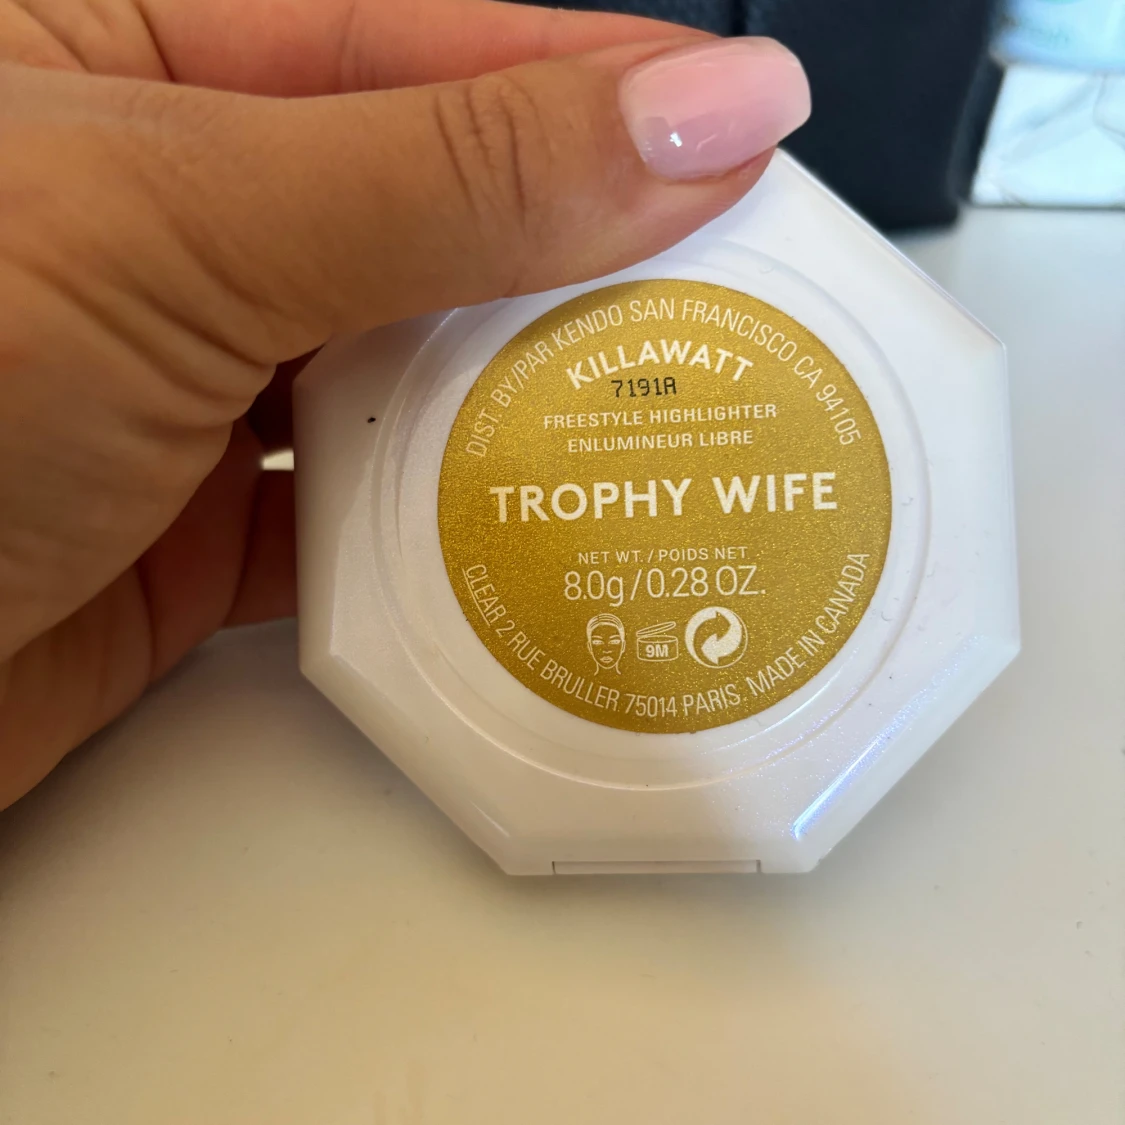 DIST. BY/PAR KENDO SAN FRANCISCO CA 94105
KILLAWATT
7191A
FREESTYLE HIGHLIGHTER
ENLUMINEUR LIBRE
TROPHY WIFE
NET WT. / POIDS NET
8.0g / 0.28 OZ.
9M
CLEAR 2 RUE BRULLER 75014 PARIS. MADE IN CANADA